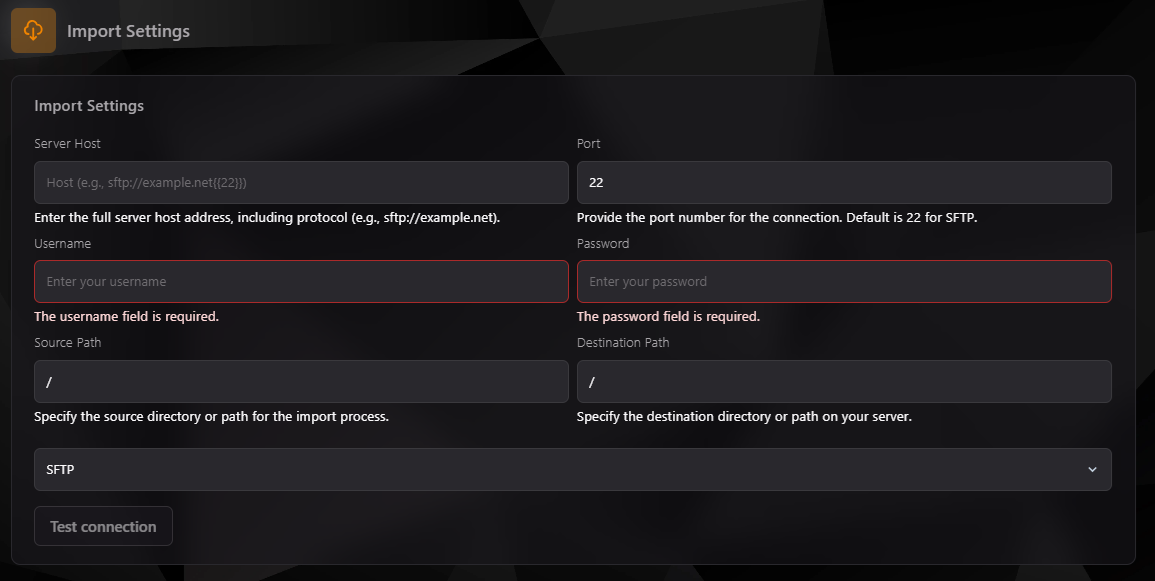 Import Settings
Import Settings
Server Host
Port
Host (e.g., sftp://example.net{{22}})
22
Enter the full server host address, including protocol (e.g., sftp://example.net).
Provide the port number for the connection. Default is 22 for SFTP.
Username
Password
Enter your username
Enter your password
The username field is required.
The password field is required.
Source Path
Destination Path
/
/
Specify the source directory or path for the import process.
Specify the destination directory or path on your server.
SFTP
Test connection